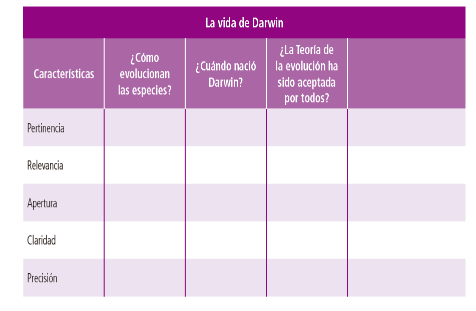 La vida de Darwin
Características
¿Cómo
evolucionan
las especies?
¿Cuándo nació
Darwin?
¿La Teoría de
la evolución ha
sido aceptada
por todos?
Pertinencia
Relevancia
Apertura
Claridad
Precisión